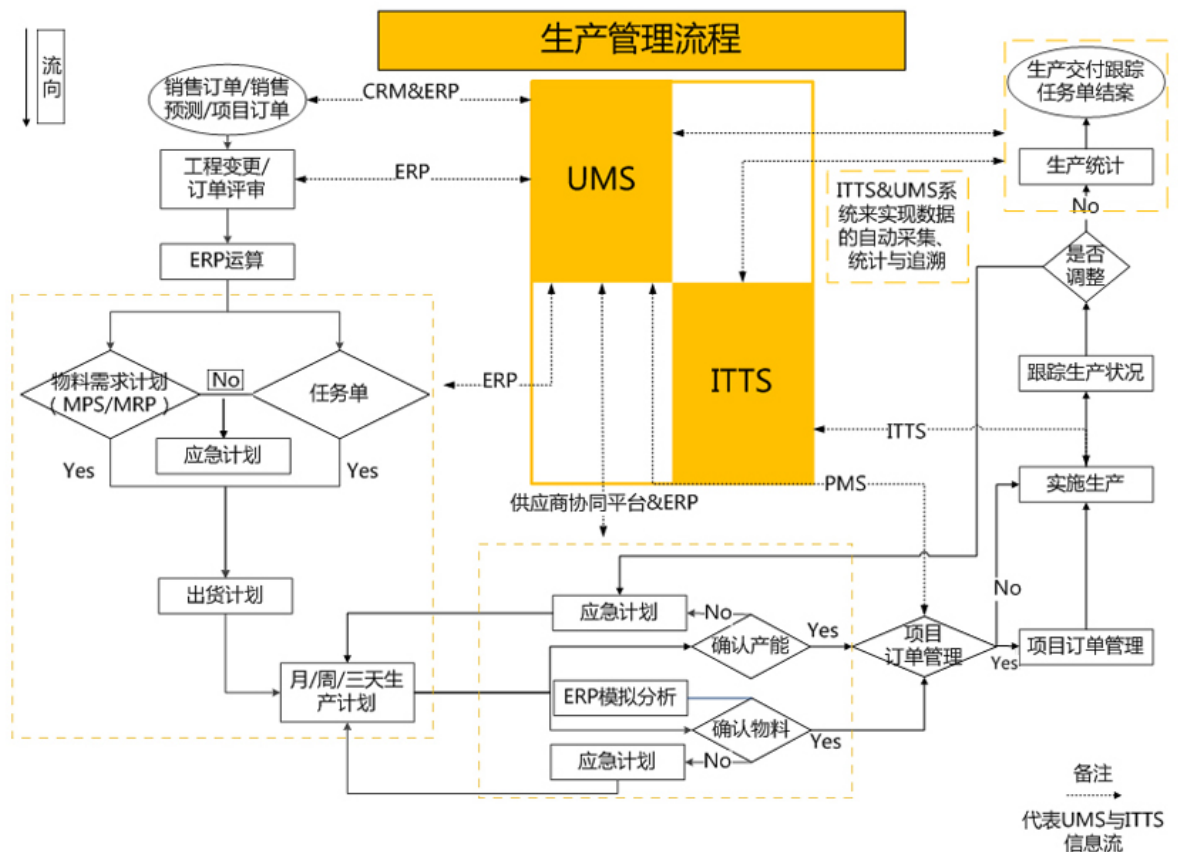 生产管理流程
流
向
销售订单/销售
预测/项目订单
CRM&ERP
工程变更/
订单评审
ERP
ERP运算
物料需求计划
（MPS/MRP）
No
任务单
应急计划
Yes
Yes
ERP
出货计划
月/周/三天生
产计划
UMS
ITTS
供应商协同平台&ERP
PMS
ITTS
ITTS&UMS系
统来实现数据
的自动采集、
统计与追溯
生产交付跟踪
任务单结案
生产统计
No
是否
调整
跟踪生产状况
实施生产
No
应急计划
No
确认产能
Yes
项目
订单管理
Yes
项目订单管理
ERP模拟分析
确认物料
Yes
应急计划
No
备注
代表UMS与ITTS
信息流